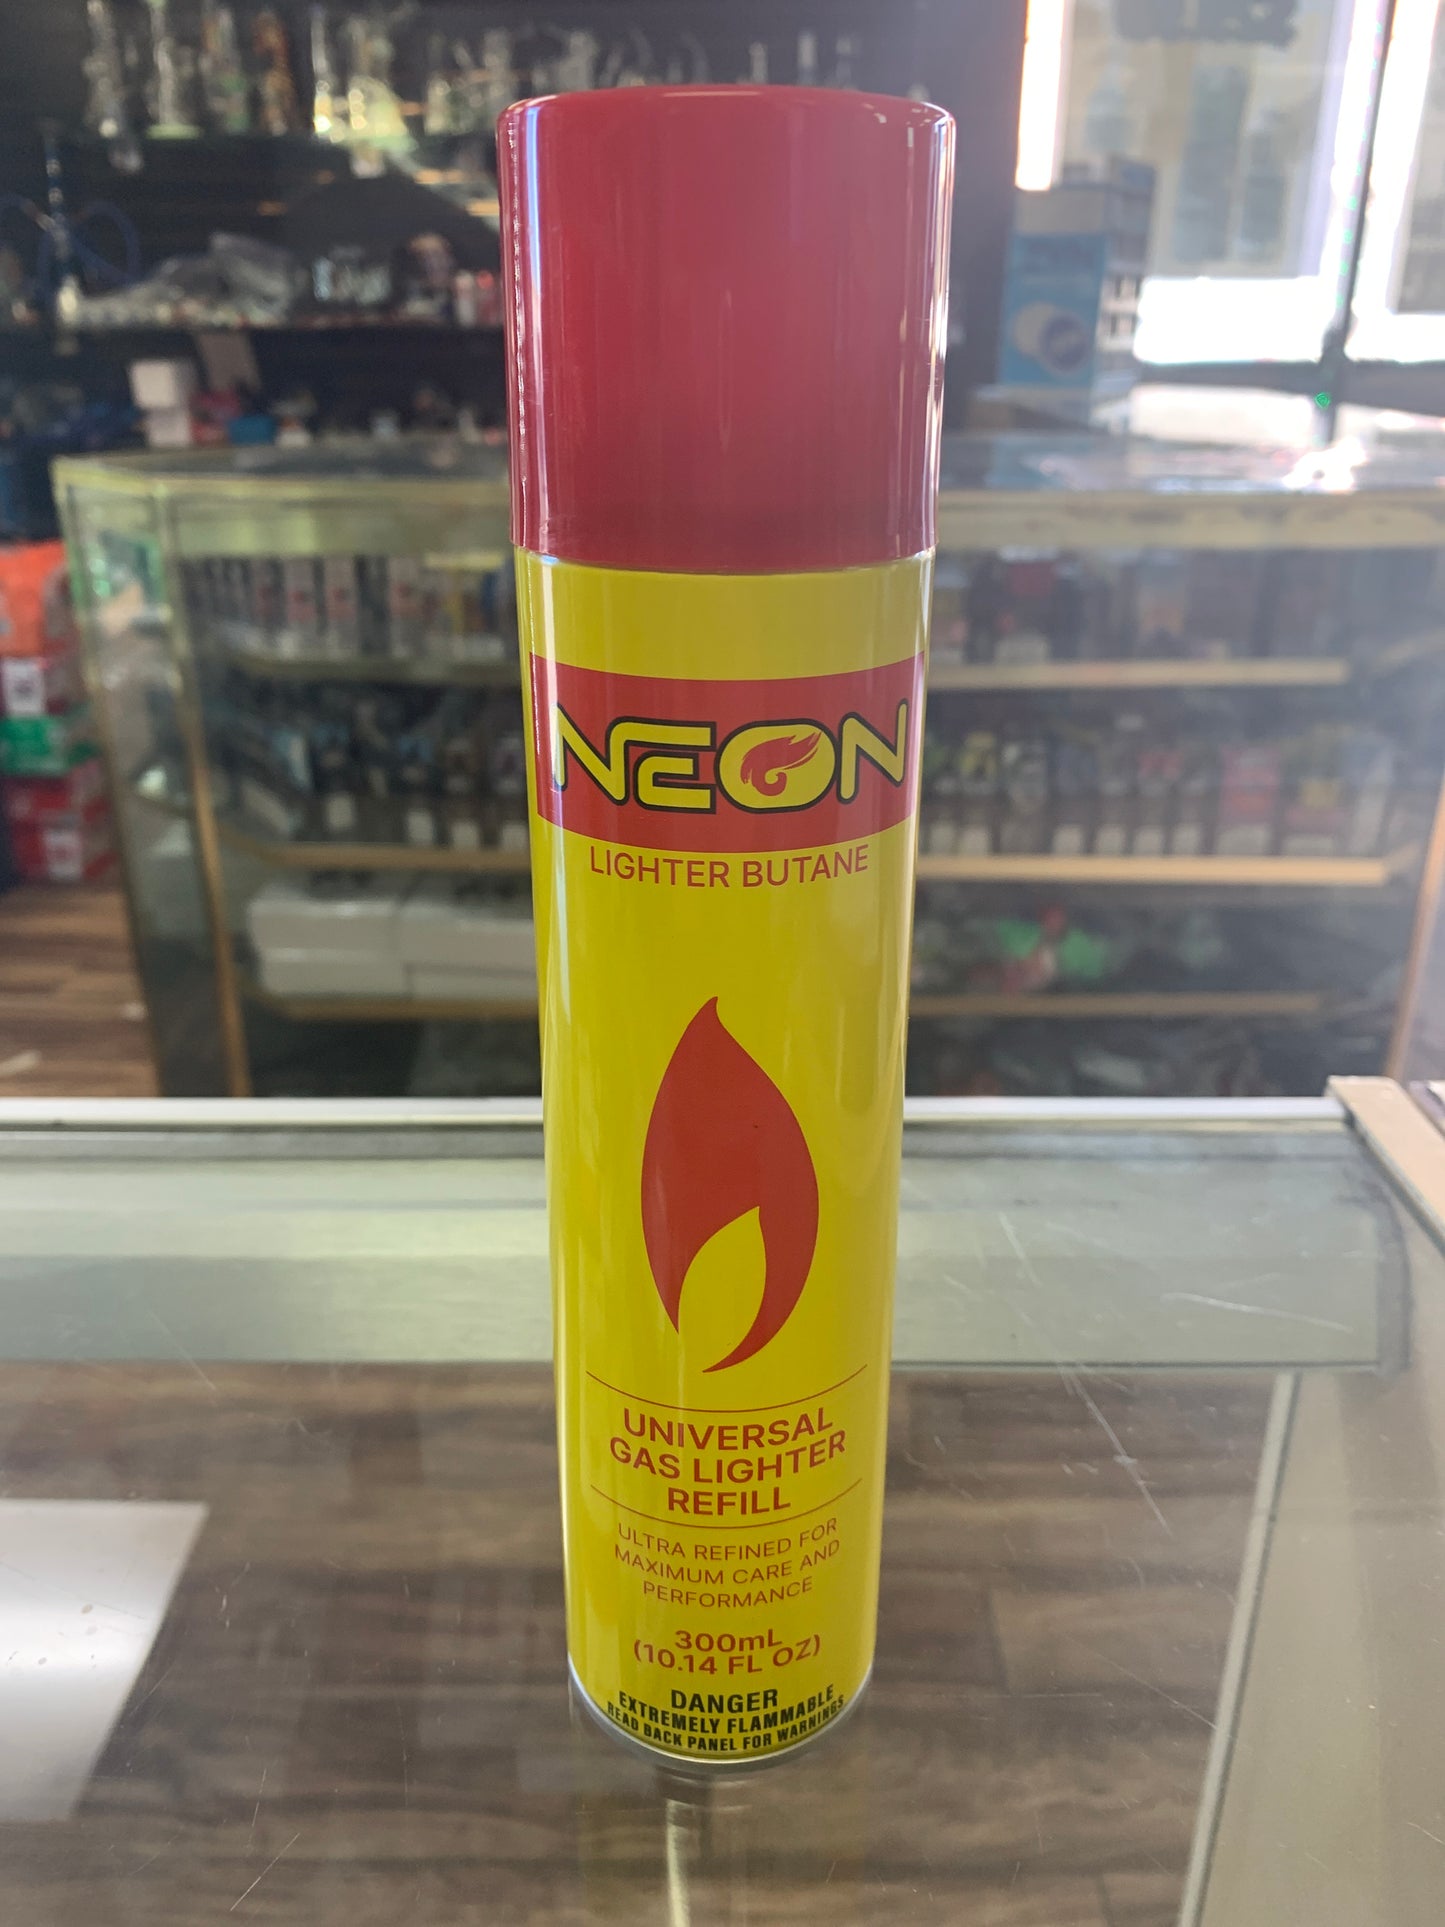 NEON
LIGHTER BUTANE
UNIVERSAL
GAS LIGHTER
REFILL
ULTRA REFINED FOR
MAXIMUM CARE AND
PERFORMANCE
300mL
(10.14 FL OZ)
DANGER
EXTREMELY FLAMMABLE
READ BACK PANEL FOR WARNINGS